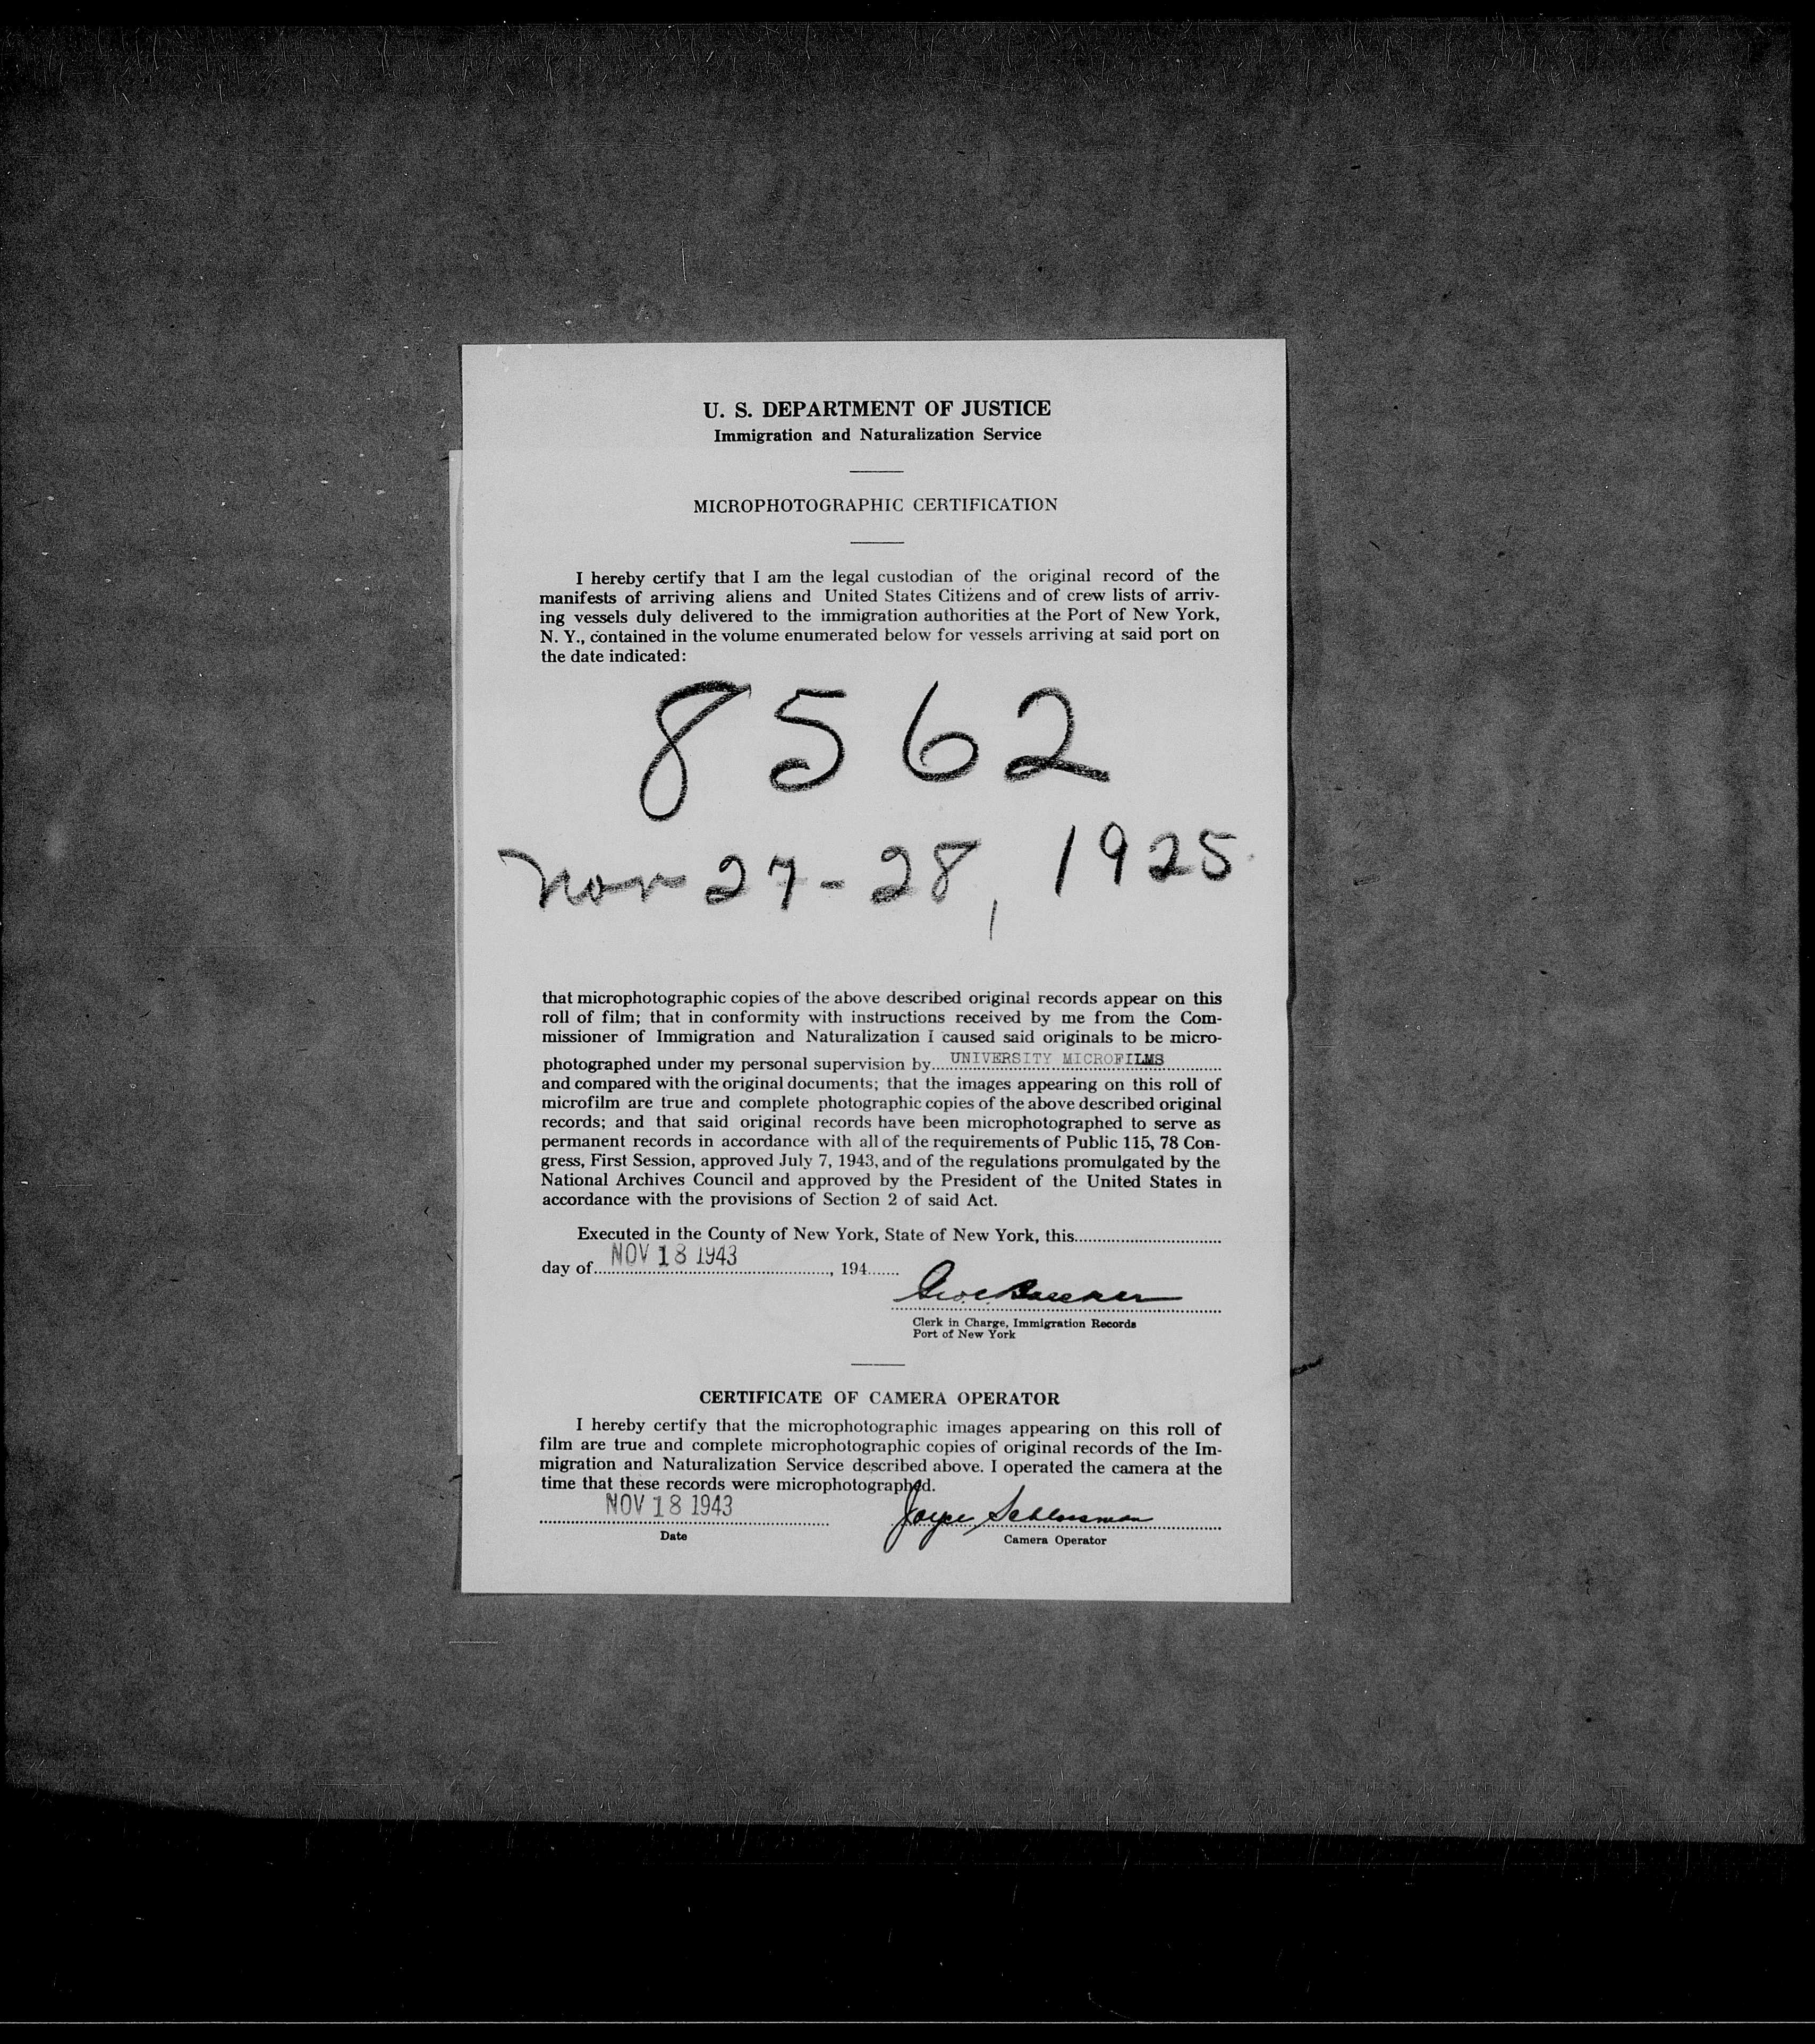 U. S. DEPARTMENT OF JUSTICE
Immigration and Naturalization Service
MICROPHOTOGRAPHIC CERTIFICATION
I hereby certify that I am the legal custodian of the original record of the
manifests of arriving aliens and United States Citizens and of crew lists of arriv-
ing vessels duly delivered to the immigration authorities at the Port of New York,
N. Y., contained in the volume enumerated below for vessels arriving at said port on
the date indicated:
8562
Nov 27-28, 1925
that microphotographic copies of the above described original records appear on this
roll of film; that in conformity with instructions received by me from the Com-
missioner of Immigration and Naturalization I caused said originals to be micro-
photographed under my personal supervision by UNIVERSITY MICROFILMS
and compared with the original documents; that the images appearing on this roll of
microfilm are true and complete photographic copies of the above described original
records; and that said original records have been microphotographed to serve as
permanent records in accordance with all of the requirements of Public 115, 78 Con-
gress, First Session, approved July 7, 1943, and of the regulations promulgated by the
National Archives Council and approved by the President of the United States in
accordance with the provisions of Section 2 of said Act.
Executed in the County of New York, State of New York, this
day of NOV 18 1943, 194
Clerk in Charge, Immigration Records
Port of New York
CERTIFICATE OF CAMERA OPERATOR
I hereby certify that the microphotographic images appearing on this roll of
film are true and complete microphotographic copies of original records of the Im-
migration and Naturalization Service described above. I operated the camera at the
time that these records were microphotographed.
NOV 18 1943 Joyce Schlossman
Date Camera Operator